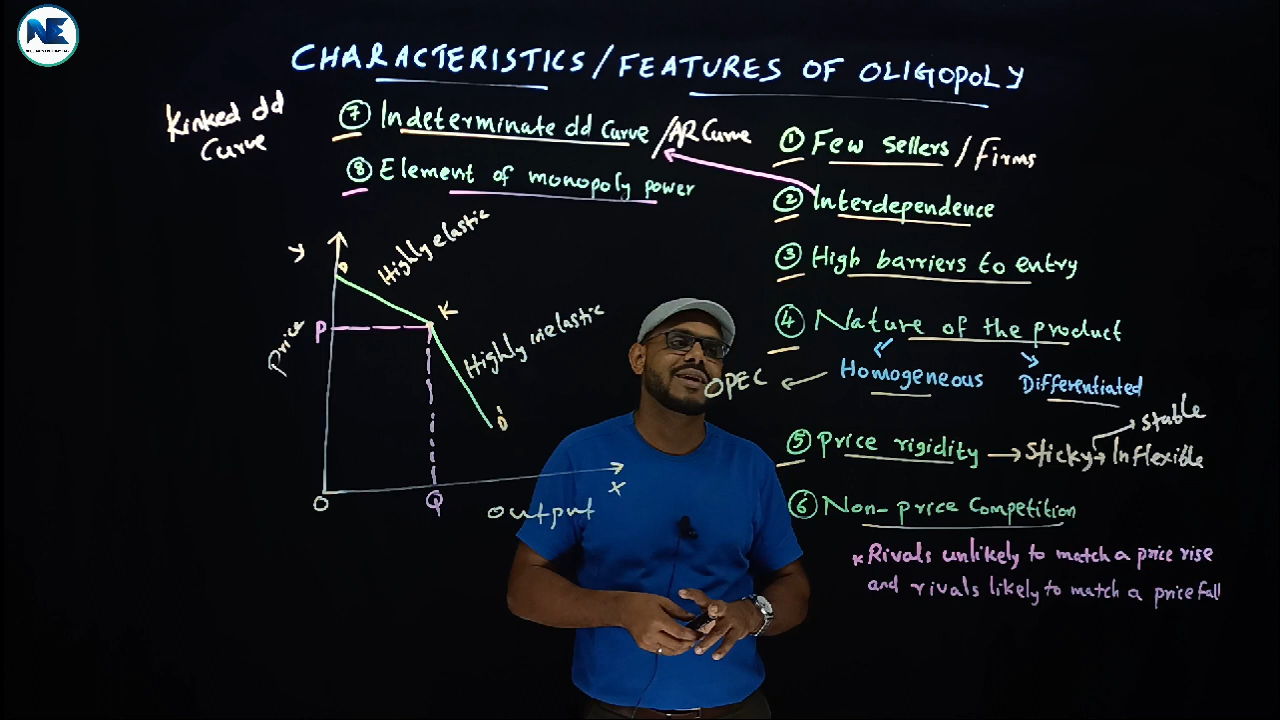 NE
CHARACTERISTICS/FEATURES OF OLIGOPOLY
Kinked dd
Curve
⑦ Indeterminate dd Curve /AR Curve
⑧ Element of monopoly power
① Few sellers / Firms
② Interdependence
③ High barriers to entry
④ Nature of the product
Homogeneous
Differentiated
OPEC
⑤ Price rigidity → Sticky → Inflexible
Stable
⑥ Non-price Competition
* Rivals unlikely to match a price rise
and rivals likely to match a price fall
Y
D
Highly elastic
K
Price
P
Highly inelastic
D'
O
Q
X
output